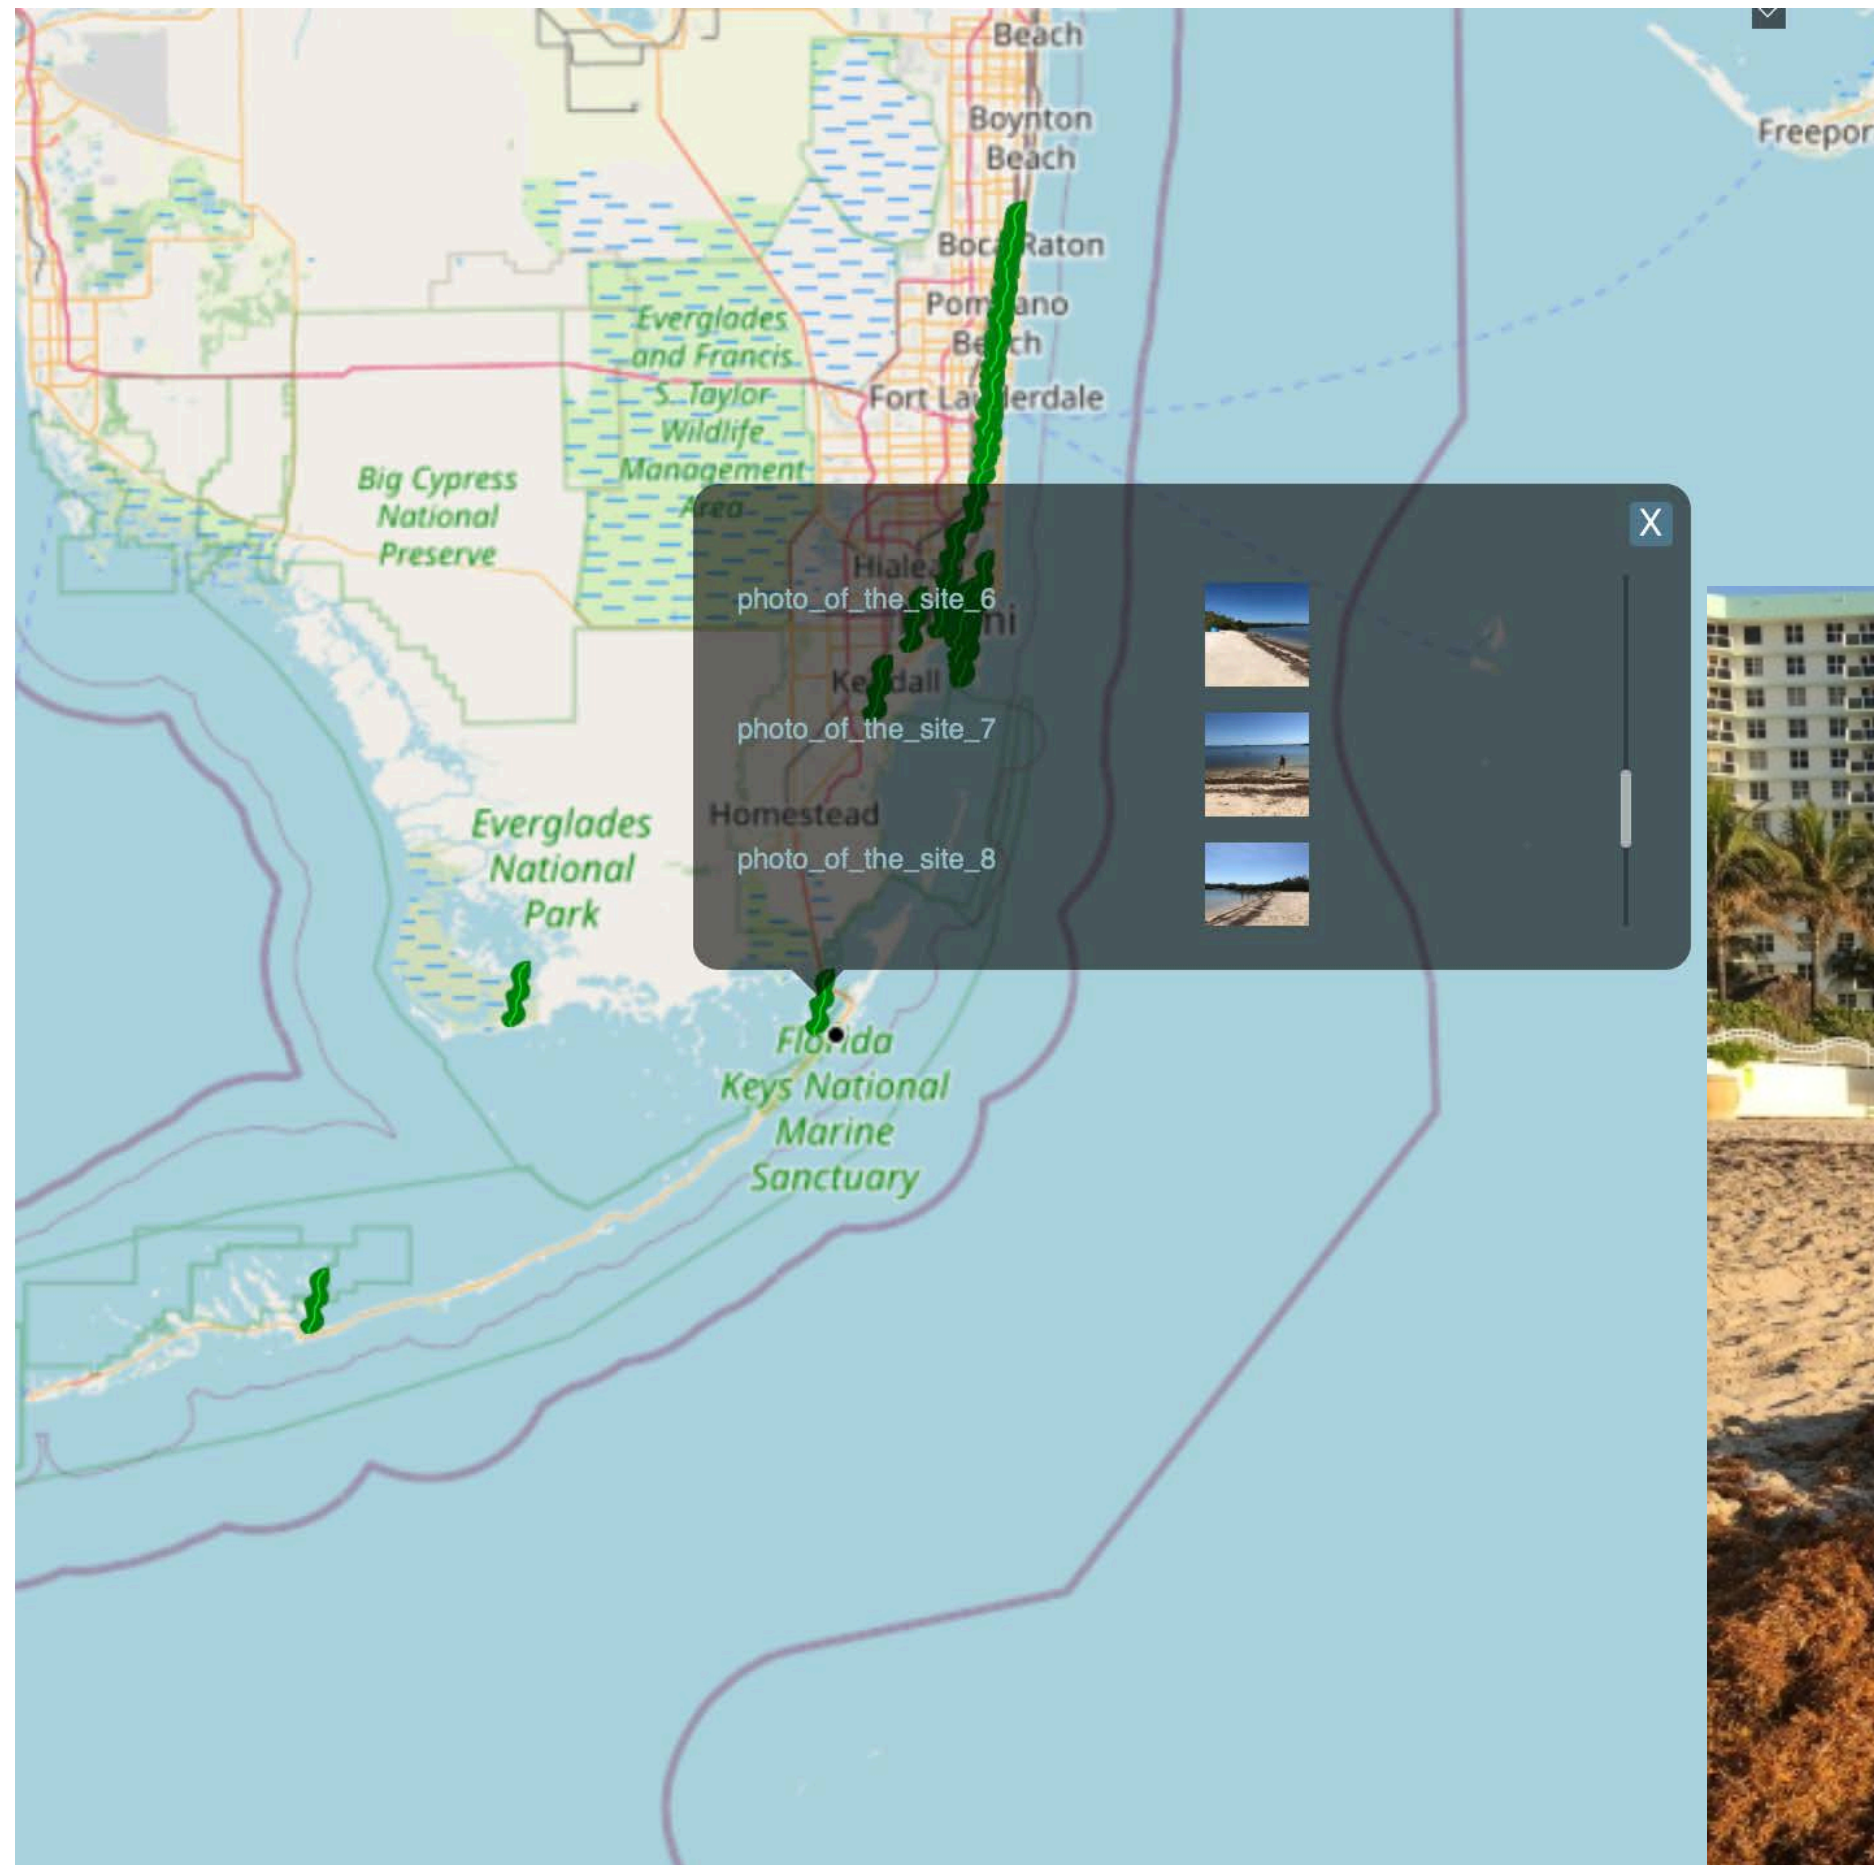 Beach
Boynton
Beach
Freepor
Boca Raton
Pompano
Beach
Fort Lauderdale
Everglades
and Francis
S. Taylor
Wildlife
Management
Area
Big Cypress
National
Preserve
X
photo_of_the_site_6
Kendall
photo_of_the_site_7
Homestead
photo_of_the_site_8
Everglades
National
Park
Florida
Keys National
Marine
Sanctuary